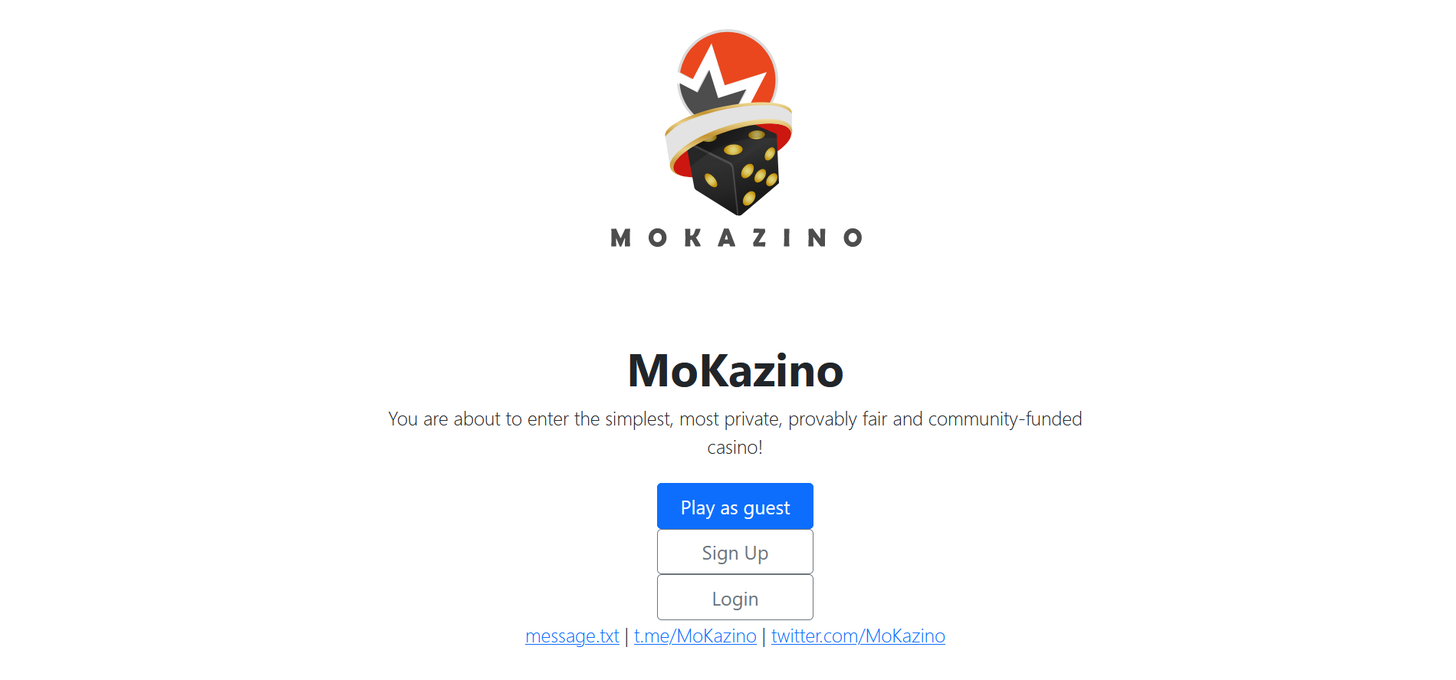 MOKAZINO
MoKazino
You are about to enter the simplest, most private, provably fair and community-funded
casino!
Play as guest
Sign Up
Login
message.txt | t.me/MoKazino | twitter.com/MoKazino